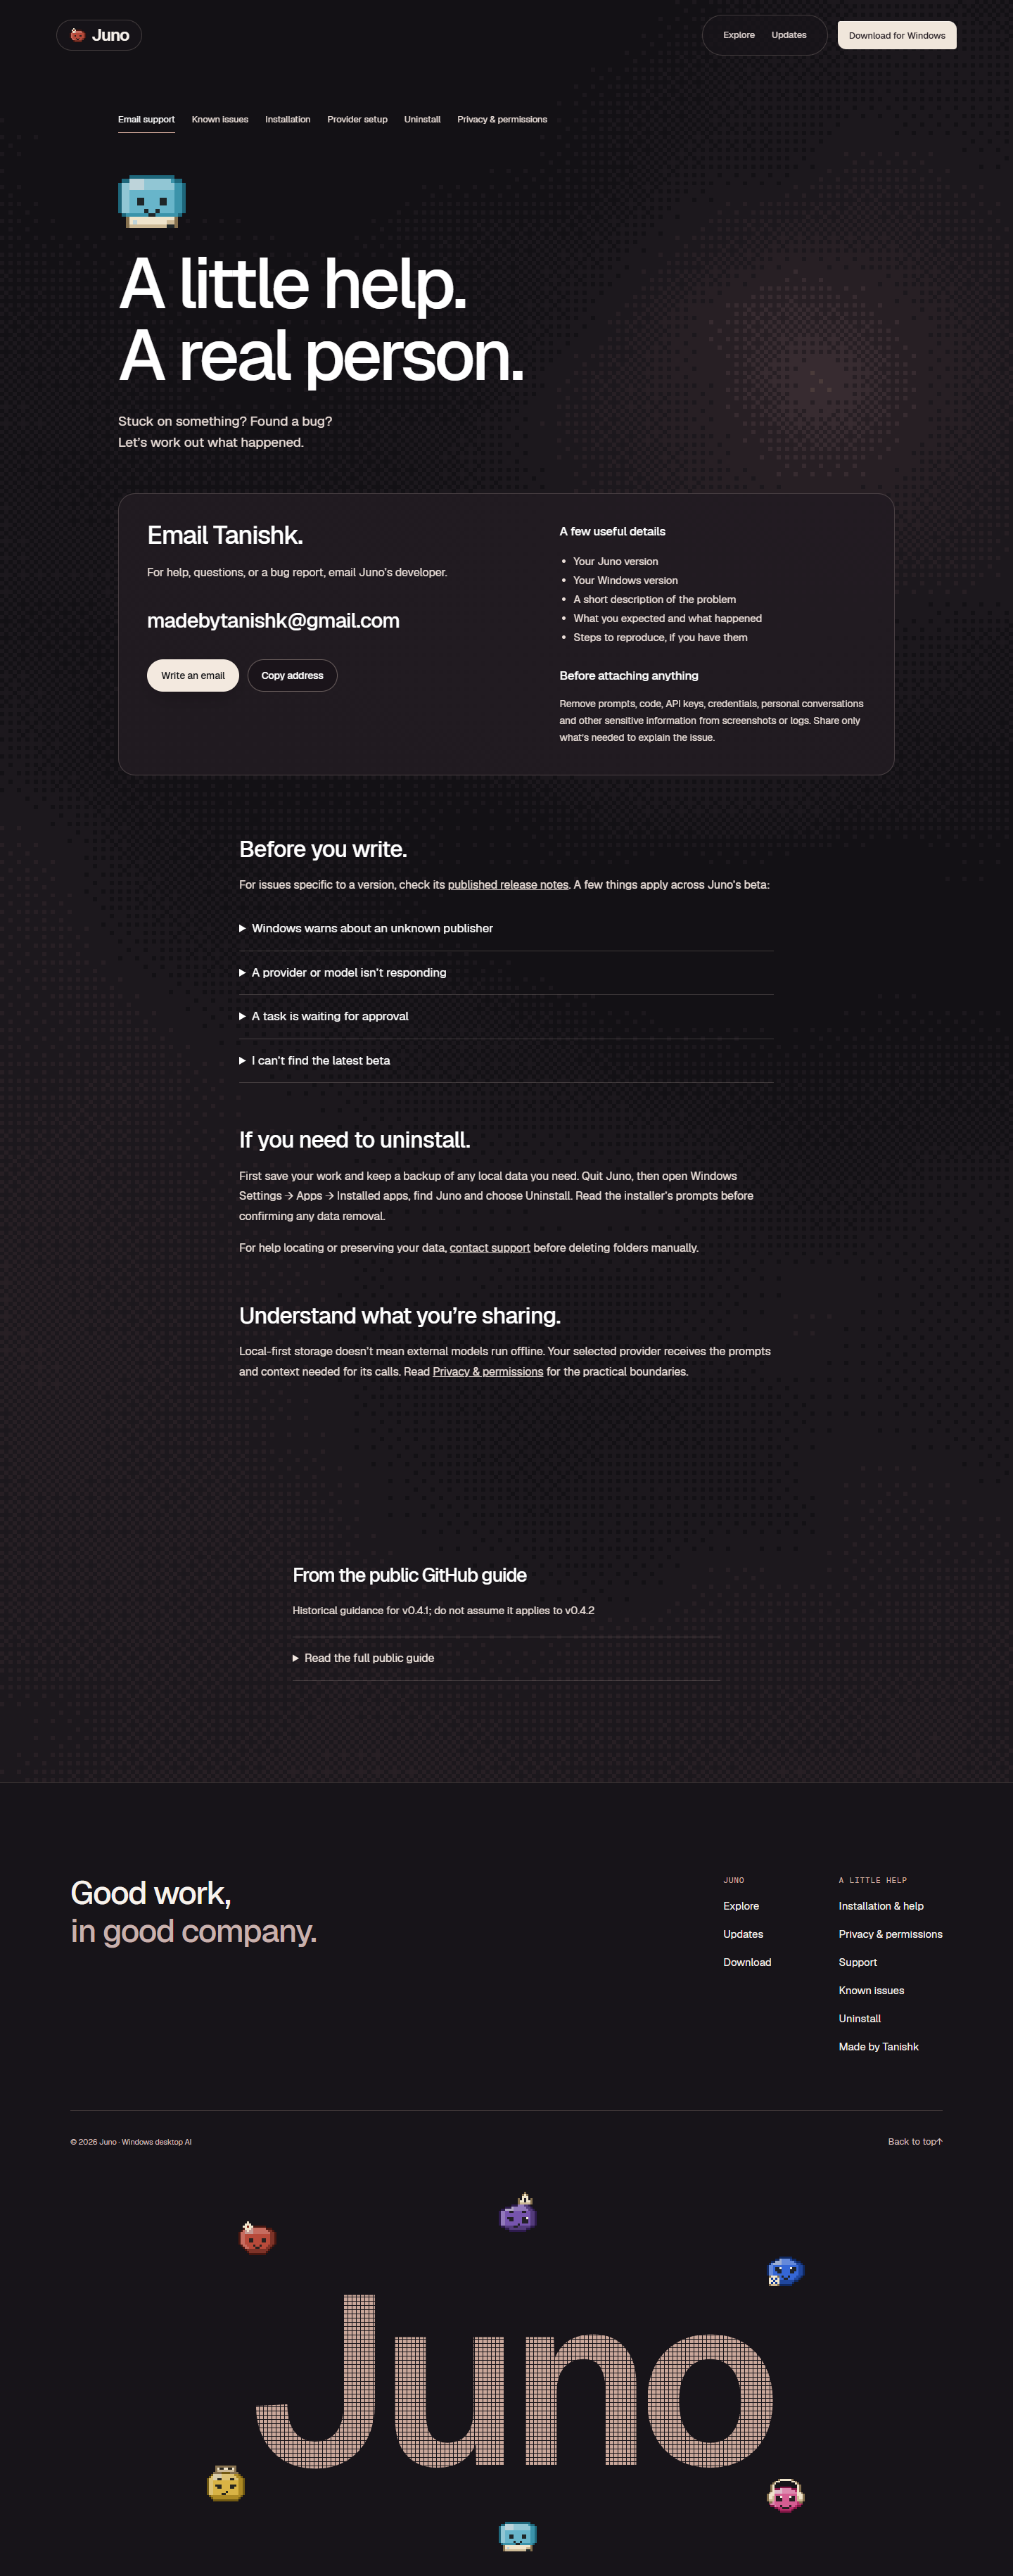 Juno
Explore
Updates
Download for Windows
Email support
Known issues
Installation
Provider setup
Uninstall
Privacy & permissions
A little help.
A real person.
Stuck on something? Found a bug?
Let's work out what happened.
Email Tanishk.
For help, questions, or a bug report, email Juno's developer.
madebytanishk@gmail.com
Write an email
Copy address
A few useful details
• Your Juno version
• Your Windows version
• A short description of the problem
• What you expected and what happened
• Steps to reproduce, if you have them
Before attaching anything
Remove prompts, code, API keys, credentials, personal conversations
and other sensitive information from screenshots or logs. Share only
what's needed to explain the issue.
Before you write.
For issues specific to a version, check its published release notes. A few things apply across Juno's beta:
▶ Windows warns about an unknown publisher
▶ A provider or model isn't responding
▶ A task is waiting for approval
▶ I can't find the latest beta
If you need to uninstall.
First save your work and keep a backup of any local data you need. Quit Juno, then open Windows
Settings → Apps → Installed apps, find Juno and choose Uninstall. Read the installer's prompts before
confirming any data removal.
For help locating or preserving your data, contact support before deleting folders manually.
Understand what you're sharing.
Local-first storage doesn't mean external models run offline. Your selected provider receives the prompts
and context needed for its calls. Read Privacy & permissions for the practical boundaries.
From the public GitHub guide
Historical guidance for v0.4.1; do not assume it applies to v0.4.2
▶ Read the full public guide
Good work,
in good company.
JUNO
Explore
Updates
Download
A LITTLE HELP
Installation & help
Privacy & permissions
Support
Known issues
Uninstall
Made by Tanishk
© 2026 Juno · Windows desktop AI
Back to top↑
Juno